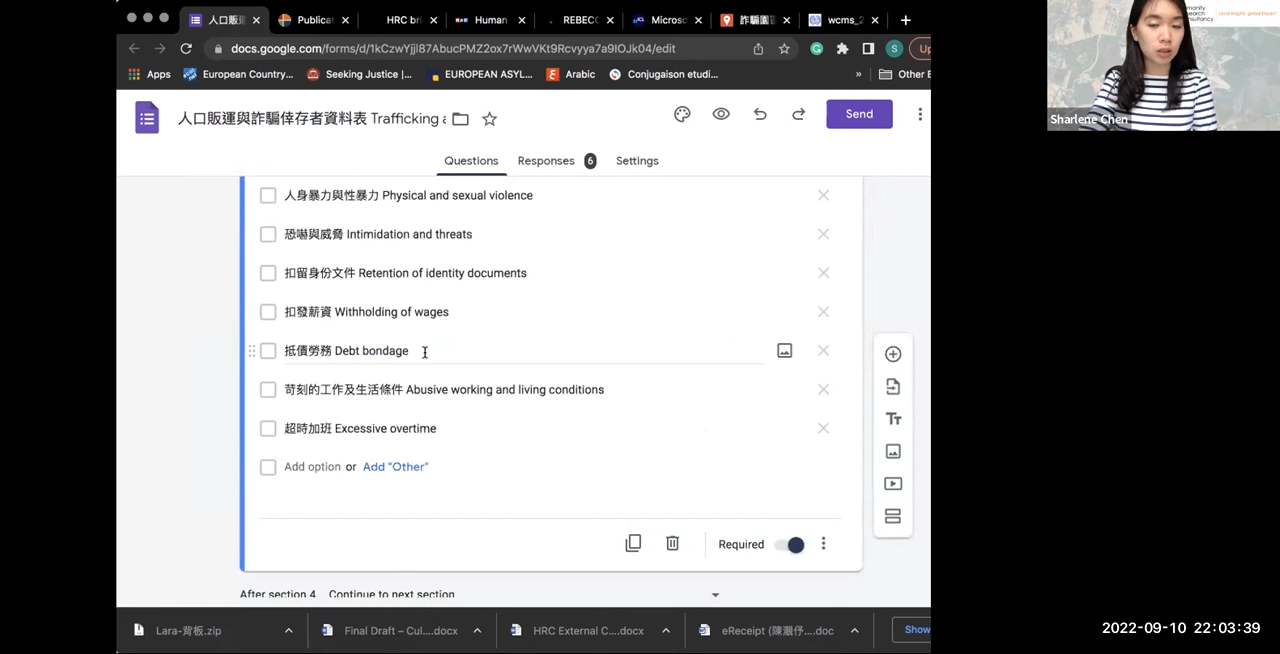 人口販運 Publicat HRC br Human REBECC Microso 詐騙園區 wcms_2
docs.google.com/forms/d/1kCzwYjjl87AbucPMZ2ox7rWwVKt9Rcvyya7a9IOJk04/edit
Apps European Country... Seeking Justice |... EUROPEAN ASYL... Arabic Conjugaison etudi... » Other B
人口販運與詐騙倖存者資料表 Trafficking a
Send
Questions Responses 6 Settings
人身暴力與性暴力 Physical and sexual violence
恐嚇與威脅 Intimidation and threats
扣留身份文件 Retention of identity documents
扣發薪資 Withholding of wages
抵債勞務 Debt bondage
苛刻的工作及生活條件 Abusive working and living conditions
超時加班 Excessive overtime
Add option or Add "Other"
Required
After section 4 Continue to next section
Lara-背板.zip Final Draft – Cul....docx HRC External C....docx eReceipt (陳瀨伃....doc Show
Sharlene Chen
2022-09-10 22:03:39